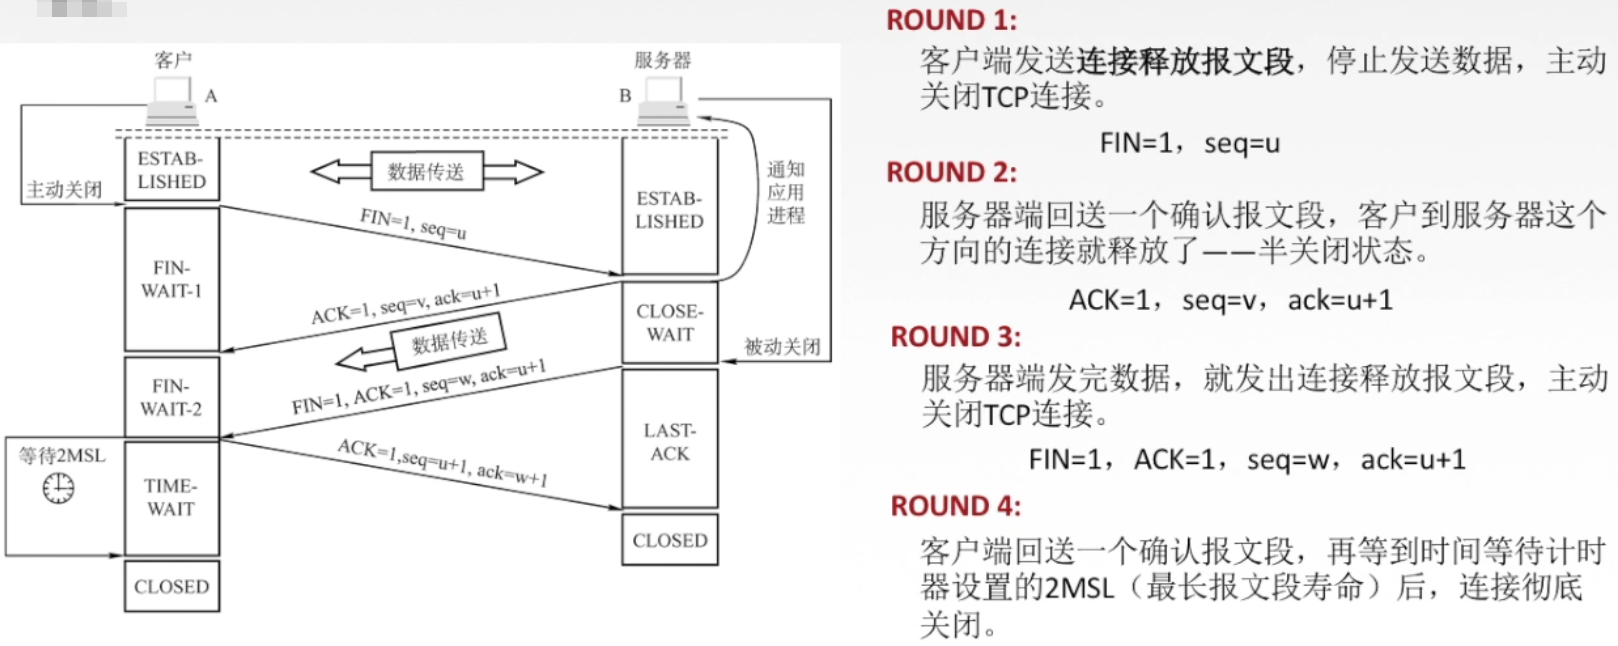 客户
A
服务器
B
ESTAB-
LISHED
主动关闭
数据传送
ESTAB-
LISHED
通知
应用
进程
FIN=1, seq=u
FIN-
WAIT-1
ACK=1, seq=v, ack=u+1
数据传送
CLOSE-
WAIT
被动关闭
FIN-
WAIT-2
FIN=1, ACK=1, seq=w, ack=u+1
LAST-
ACK
ACK=1,seq=u+1, ack=w+1
等待2MSL
TIME-
WAIT
CLOSED
CLOSED
ROUND 1:
客户端发送连接释放报文段，停止发送数据，主动
关闭TCP连接。
FIN=1，seq=u
ROUND 2:
服务器端回送一个确认报文段，客户到服务器这个
方向的连接就释放了——半关闭状态。
ACK=1，seq=v，ack=u+1
ROUND 3:
服务器端发完数据，就发出连接释放报文段，主动
关闭TCP连接。
FIN=1，ACK=1，seq=w，ack=u+1
ROUND 4:
客户端回送一个确认报文段，再等到时间等待计时
器设置的2MSL（最长报文段寿命）后，连接彻底
关闭。